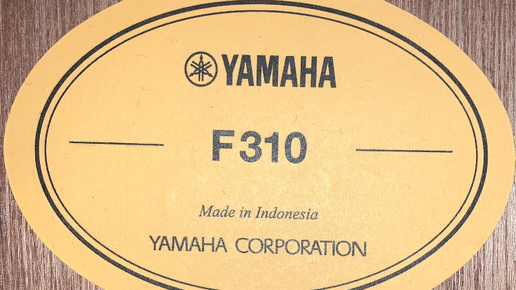 YAMAHA
F310
Made in Indonesia
YAMAHA CORPORATION